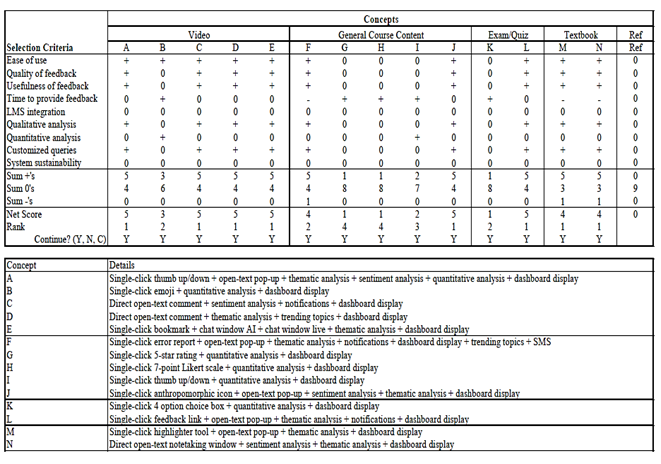 Concepts
Video General Course Content Exam/Quiz Textbook Ref
Selection Criteria A B C D E F G H I J K L M N Ref
Ease of use + + + + + + 0 0 0 + 0 + + + 0
Quality of feedback + 0 + + + + 0 0 0 + 0 + + + 0
Usefulness of feedback + 0 + + + + 0 0 0 + 0 + + + 0
Time to provide feedback 0 + 0 0 0 - + + + 0 + 0 - - 0
LMS integration 0 0 0 0 0 0 0 0 0 0 0 0 0 0 0
Qualitative analysis + 0 + + + + 0 0 0 + 0 + + + 0
Quantitative analysis 0 + 0 0 0 0 0 0 + 0 0 0 0 0 0
Customized queries + 0 + + + + 0 0 0 + 0 + + + 0
System sustainability 0 0 0 0 0 0 0 0 0 0 0 0 0 0 0
Sum +'s 5 3 5 5 5 5 1 1 2 5 1 5 5 5 0
Sum 0's 4 6 4 4 4 4 8 8 7 4 8 4 3 3 9
Sum -'s 0 0 0 0 0 1 0 0 0 0 0 0 1 1 0
Net Score 5 3 5 5 5 4 1 1 2 5 1 5 4 4 0
Rank 1 2 1 1 1 2 4 4 3 1 2 1 1 1
Continue? (Y, N, C) Y Y Y Y Y Y Y Y Y Y Y Y Y Y
Concept Details
A Single-click thumb up/down + open-text pop-up + thematic analysis + sentiment analysis + quantitative analysis + dashboard display
B Single-click emoji + quantitative analysis + dashboard display
C Direct open-text comment + sentiment analysis + notifications + dashboard display
D Direct open-text comment + thematic analysis + trending topics + dashboard display
E Single-click bookmark + chat window AI + chat window live + thematic analysis + dashboard display
F Single-click error report + open-text pop-up + thematic analysis + notifications + dashboard display + trending topics + SMS
G Single-click 5-star rating + quantitative analysis + dashboard display
H Single-click 7-point Likert scale + quantitative analysis + dashboard display
I Single-click thumb up/down + quantitative analysis + dashboard display
J Single-click anthropomorphic icon + open-text pop-up + sentiment analysis + thematic analysis + dashboard display
K Single-click 4 option choice box + quantitative analysis + dashboard display
L Single-click feedback link + open-text pop-up + thematic analysis + notifications + dashboard display
M Single-click highlighter tool + open-text pop-up + thematic analysis + dashboard display
N Direct open-text notetaking window + sentiment analysis + thematic analysis + dashboard display